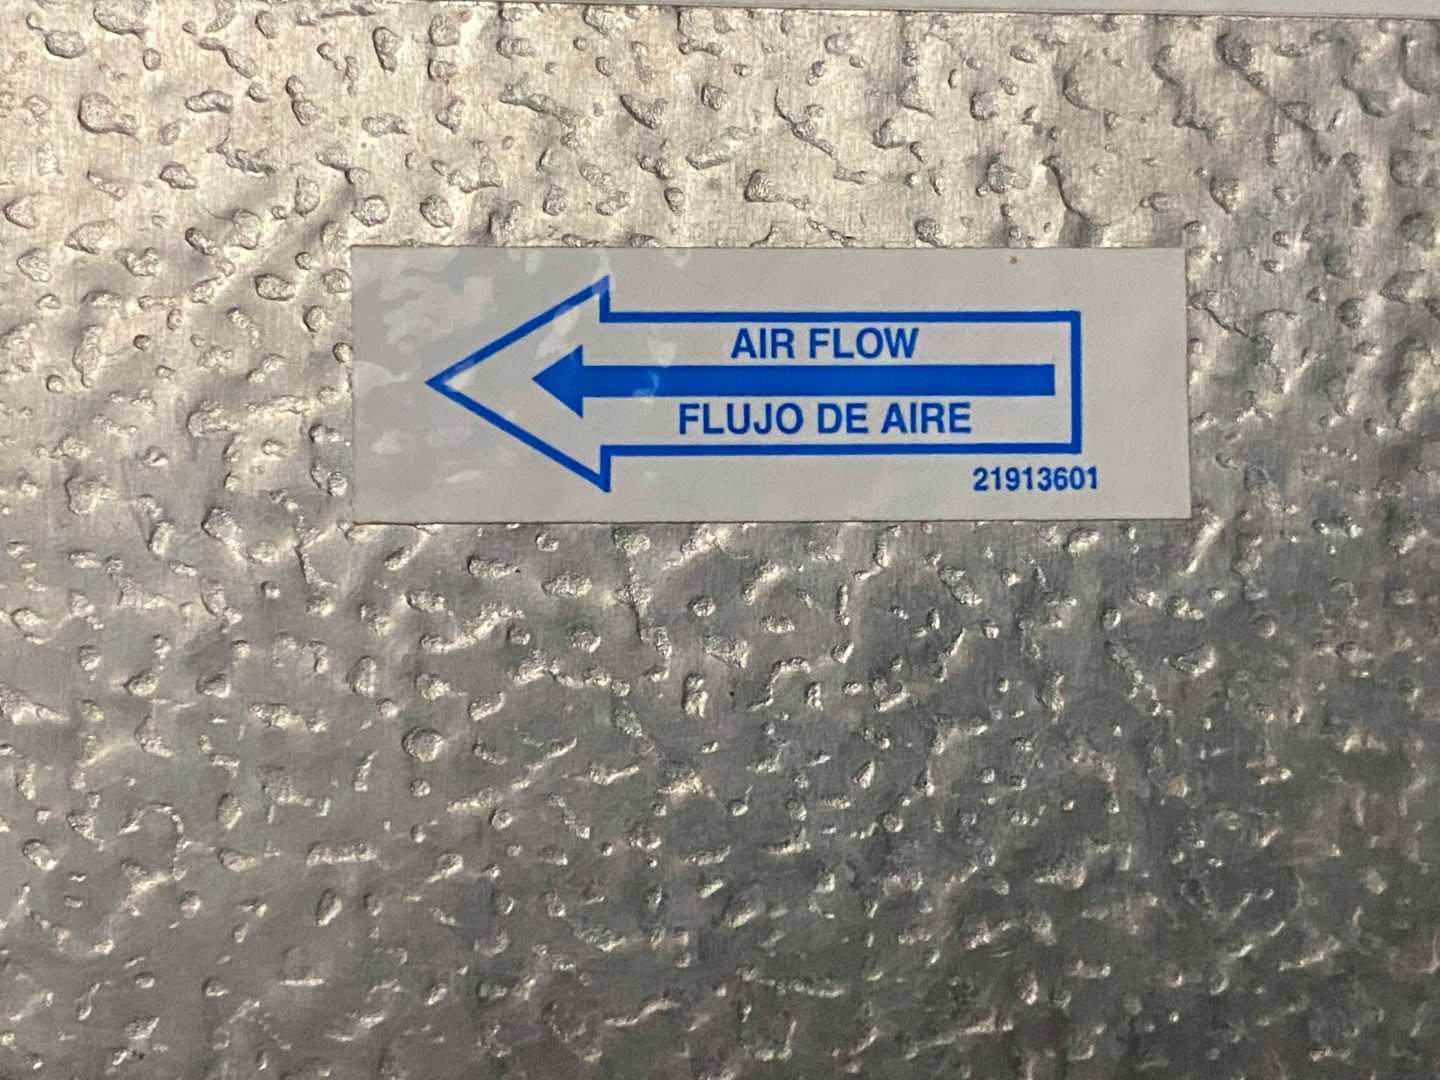 AIR FLOW
FLUJO DE AIRE
21913601